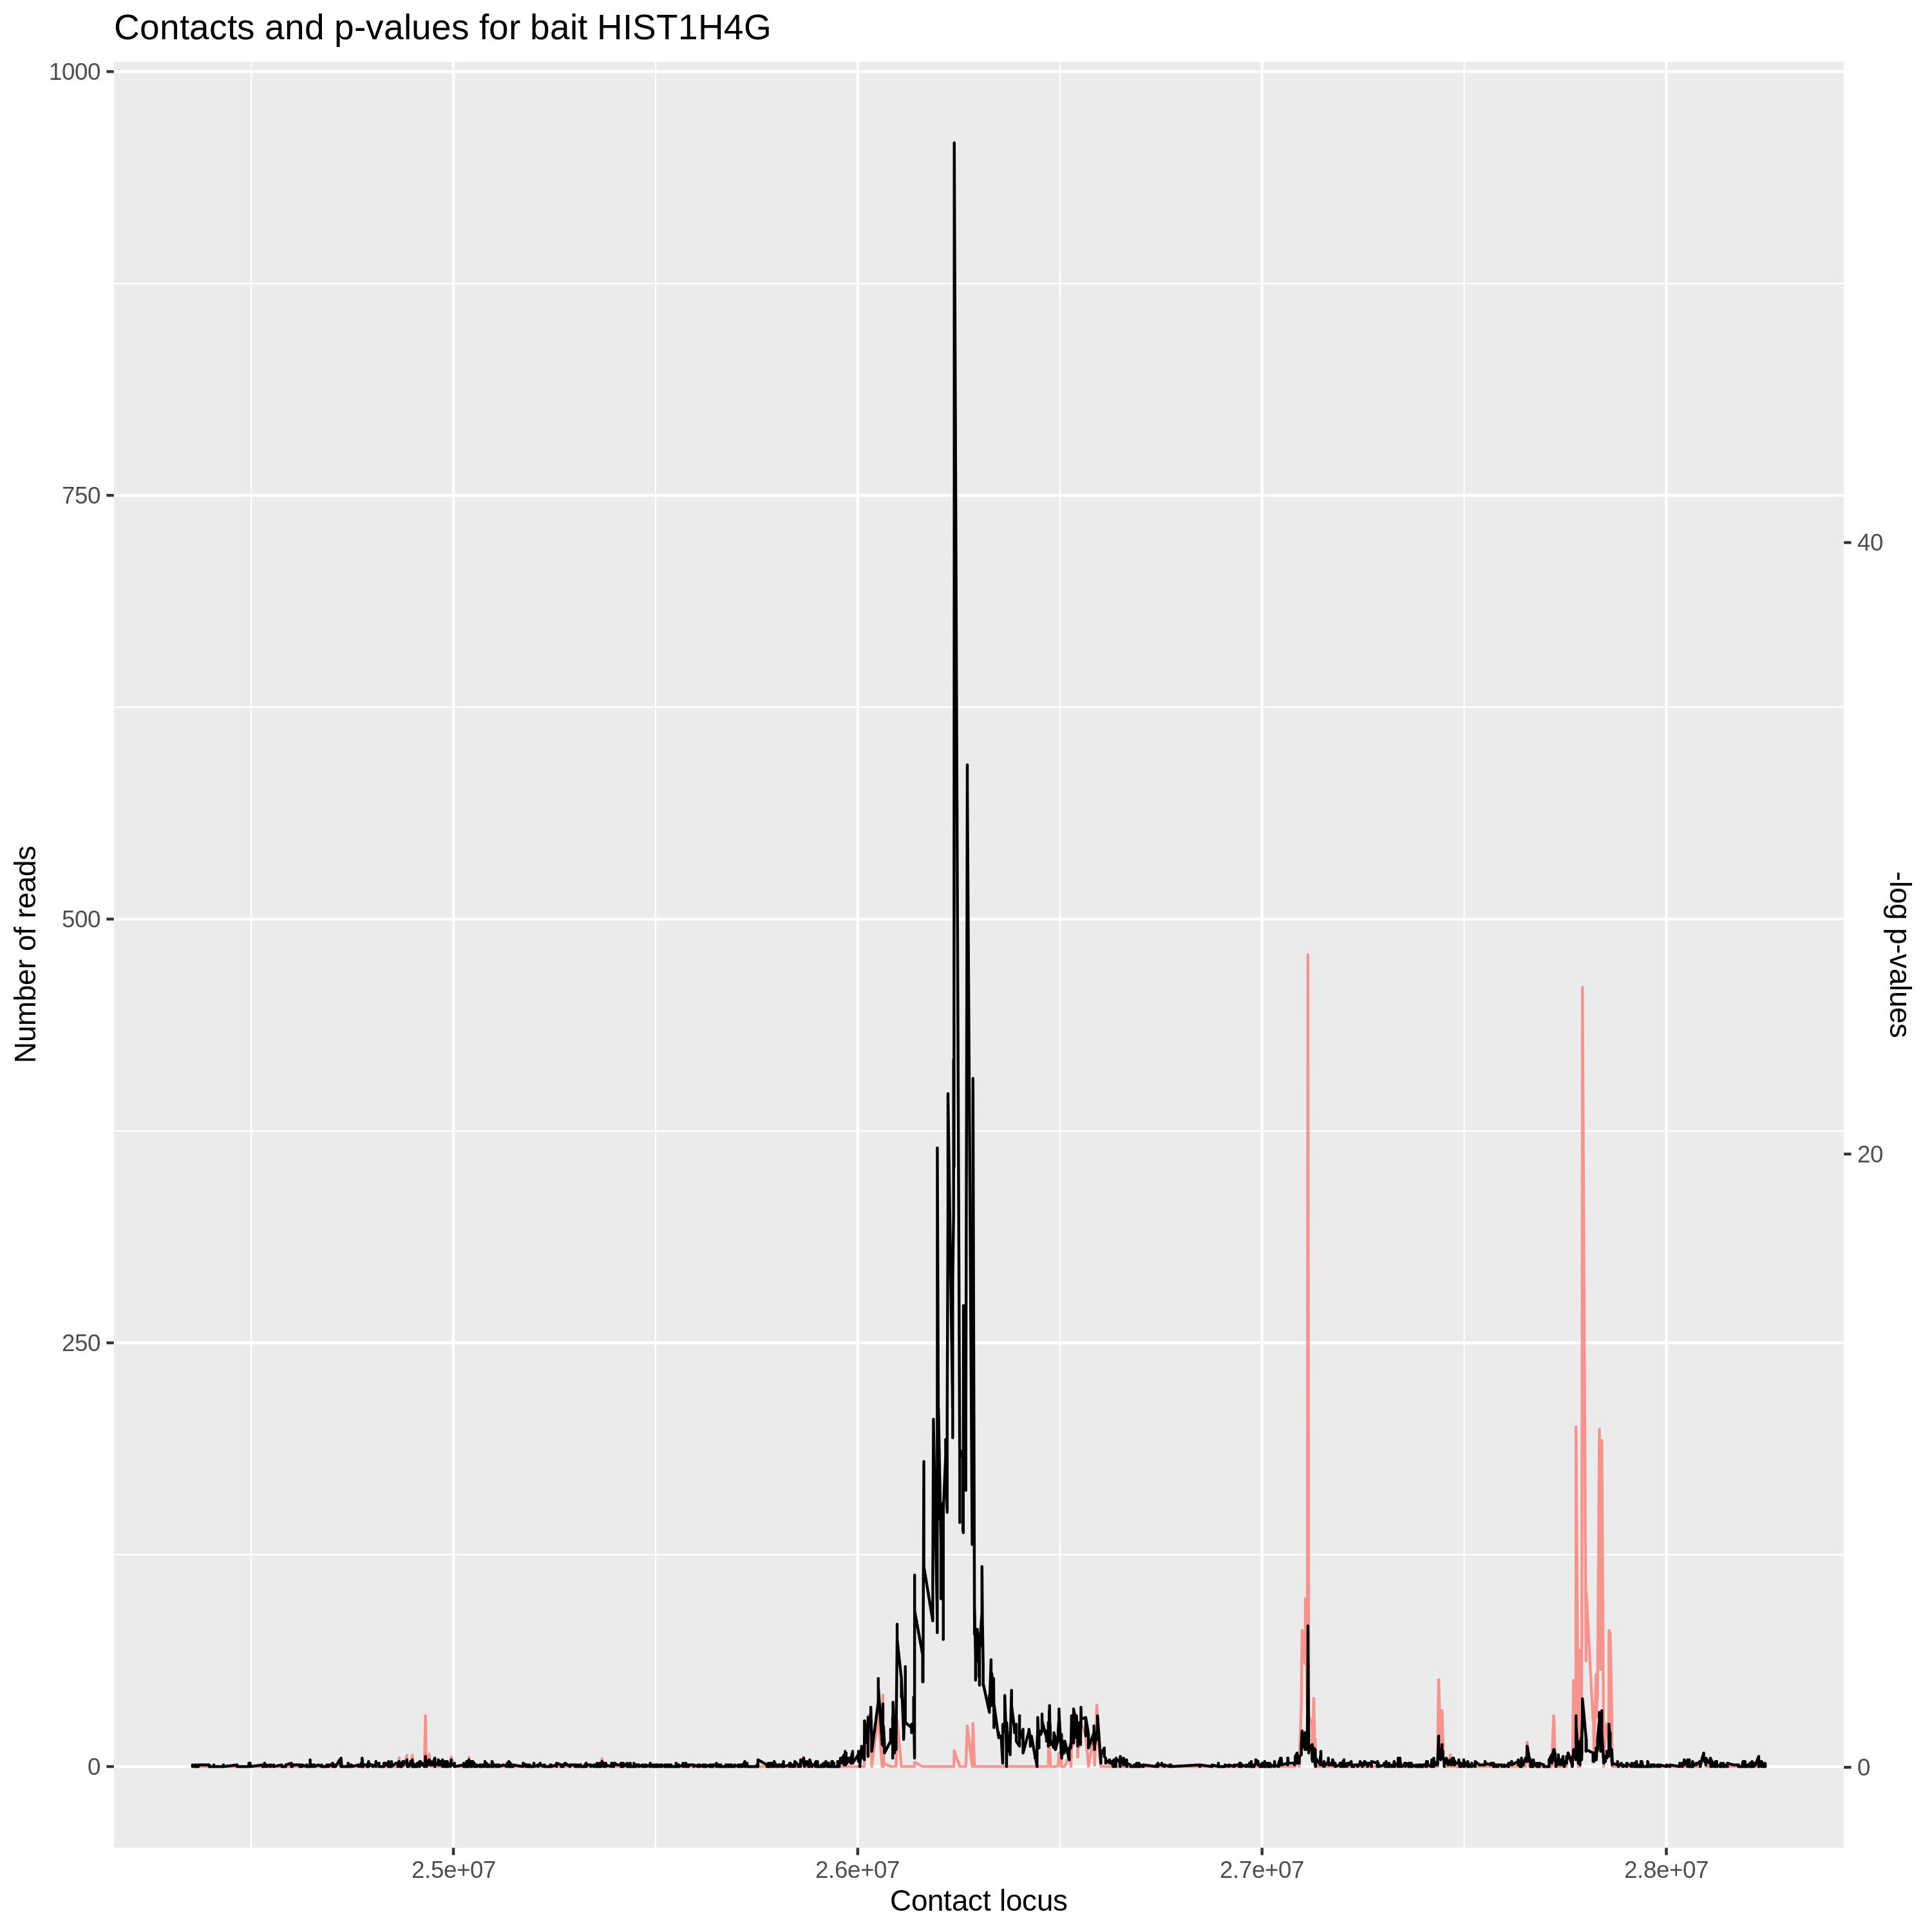 Contacts and p-values for bait HIST1H4G
1000
750
500
250
0
Number of reads
40
20
0
-log p-values
2.5e+07
2.6e+07
2.7e+07
2.8e+07
Contact locus